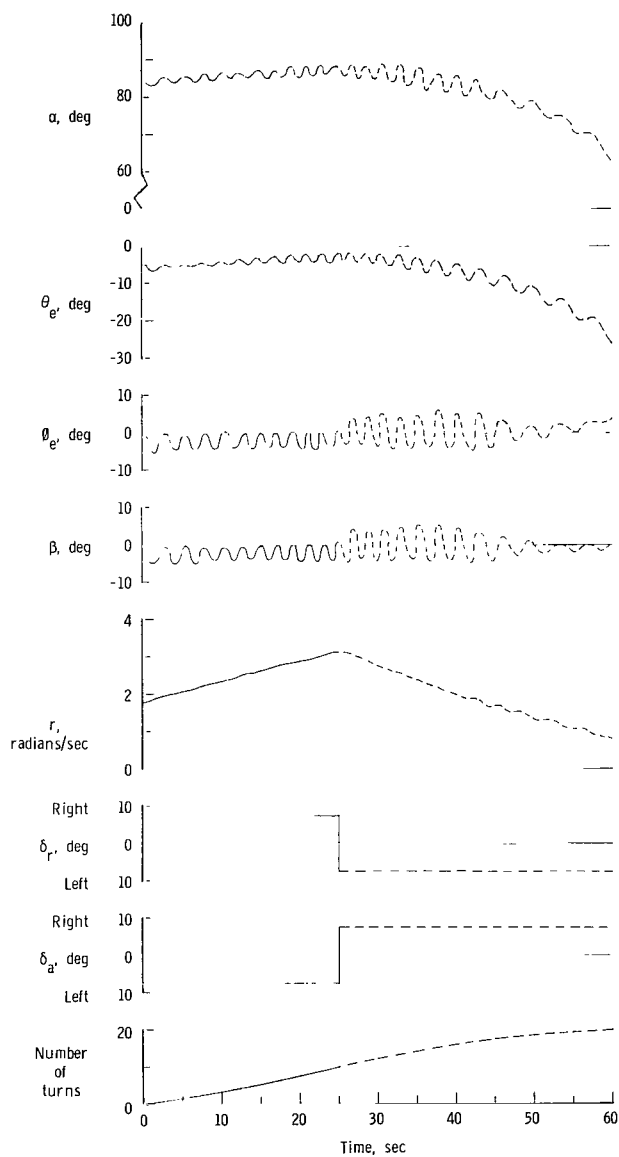 100
80
α, deg
60
0
0
-10
θe, deg
-20
-30
10
Øe, deg
0
-10
10
β, deg
0
-10
4
2
r,
radians/sec
0
Right 10
δr, deg 0
Left 10
Right 10
δa, deg 0
Left 10
20
Number
of
turns
0
0 10 20 30 40 50 60
Time, sec